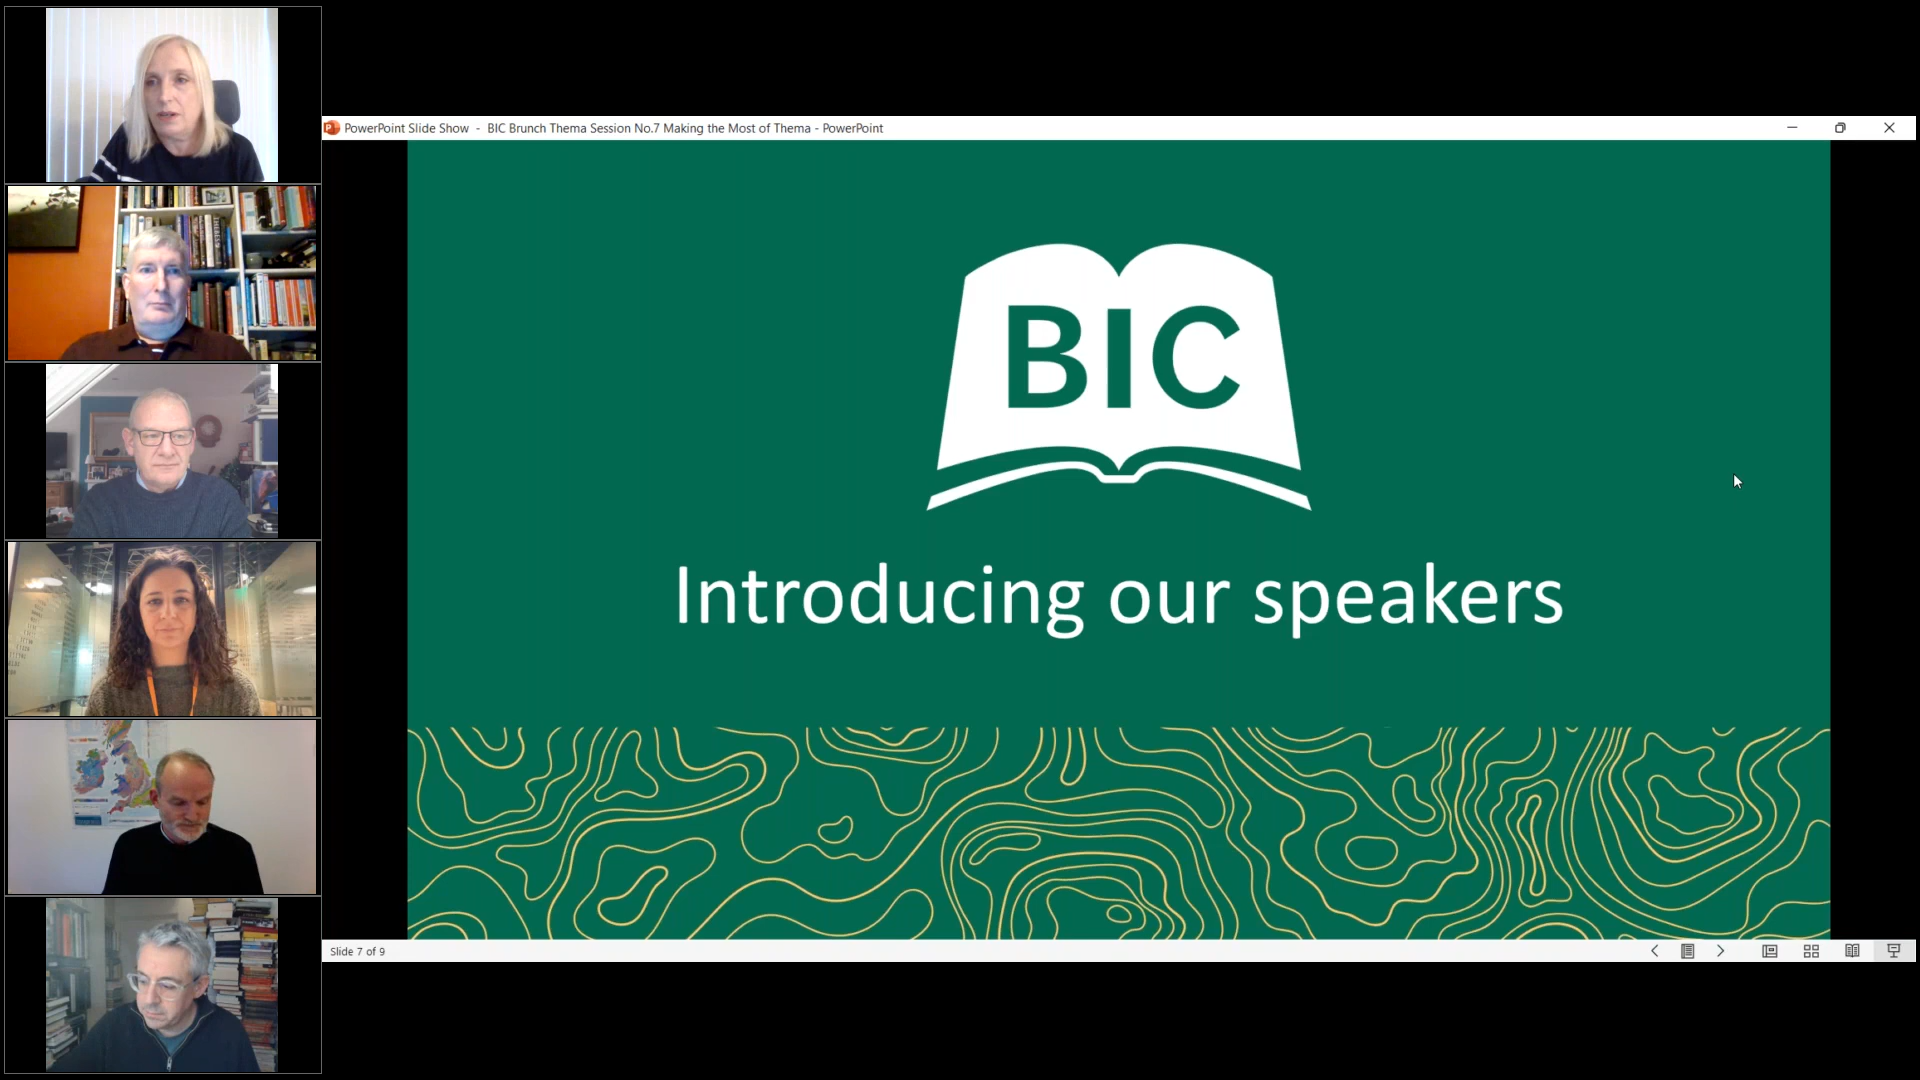 PowerPoint Slide Show - BIC Brunch Thema Session No.7 Making the Most of Thema - PowerPoint
BIC
Introducing our speakers
Slide 7 of 9